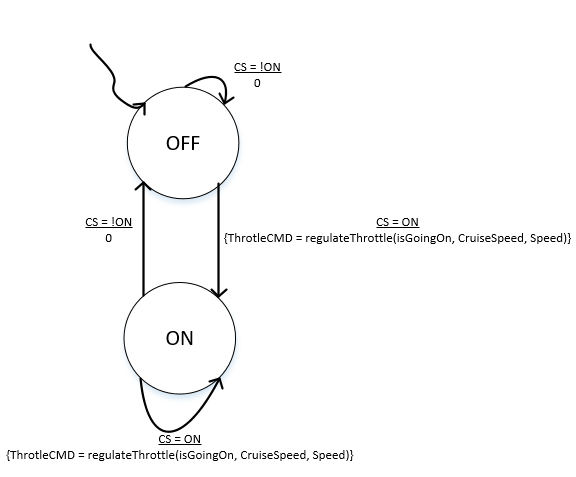 CS = !ON
0
OFF
CS = !ON
0
CS = ON
{ThrotleCMD = regulateThrottle(isGoingOn, CruiseSpeed, Speed)}
ON
CS = ON
{ThrotleCMD = regulateThrottle(isGoingOn, CruiseSpeed, Speed)}